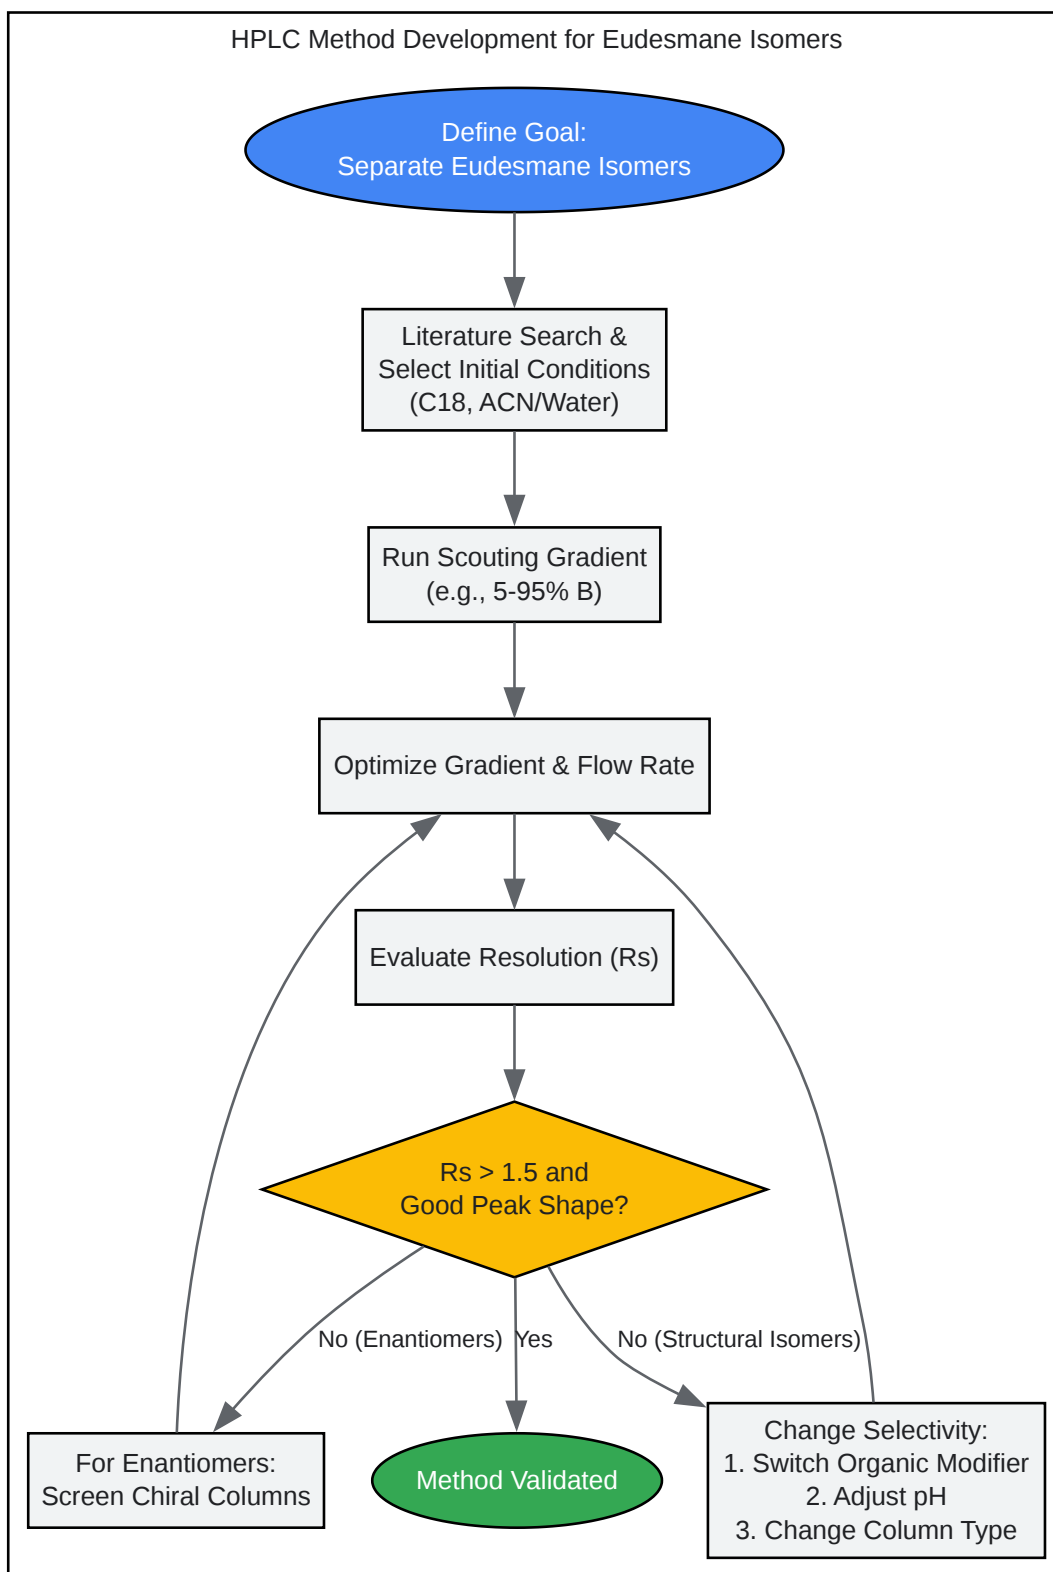 HPLC Method Development for Eudesmane Isomers
Define Goal:
Separate Eudesmane Isomers
Literature Search &
Select Initial Conditions
(C18, ACN/Water)
Run Scouting Gradient
(e.g., 5-95% B)
Optimize Gradient & Flow Rate
Evaluate Resolution (Rs)
Rs > 1.5 and
Good Peak Shape?
No (Enantiomers)
Yes
No (Structural Isomers)
For Enantiomers:
Screen Chiral Columns
Method Validated
Change Selectivity:
1. Switch Organic Modifier
2. Adjust pH
3. Change Column Type